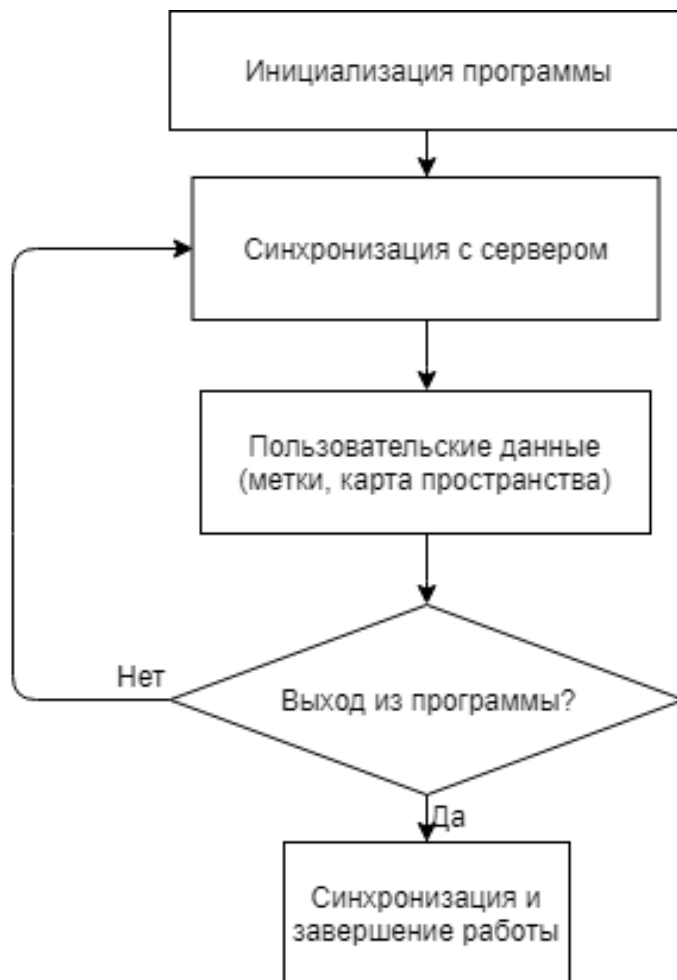 Инициализация программы
Синхронизация с сервером
Пользовательские данные
(метки, карта пространства)
Нет
Выход из программы?
Да
Синхронизация и
завершение работы